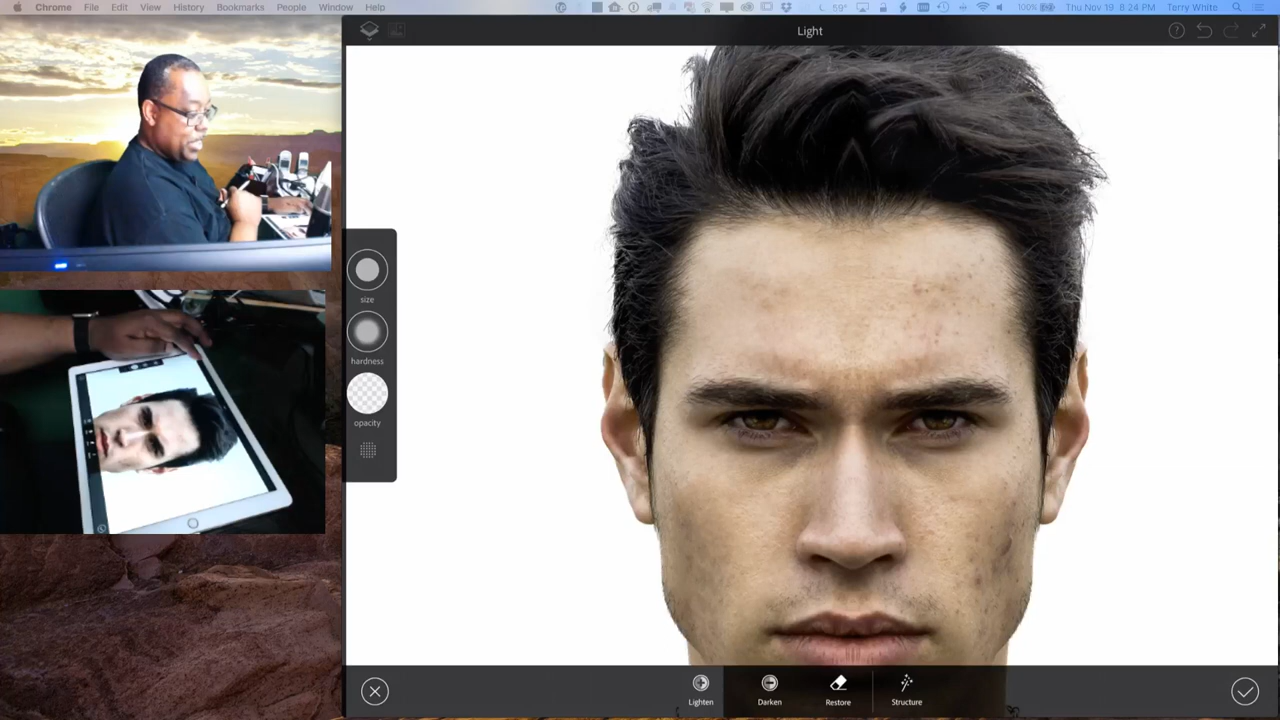 Chrome File Edit View History Bookmarks People Window Help
L: 59° 100% Thu Nov 19 8:24 PM Terry White
Light
?
size
hardness
opacity
Lighten Darken Restore Structure